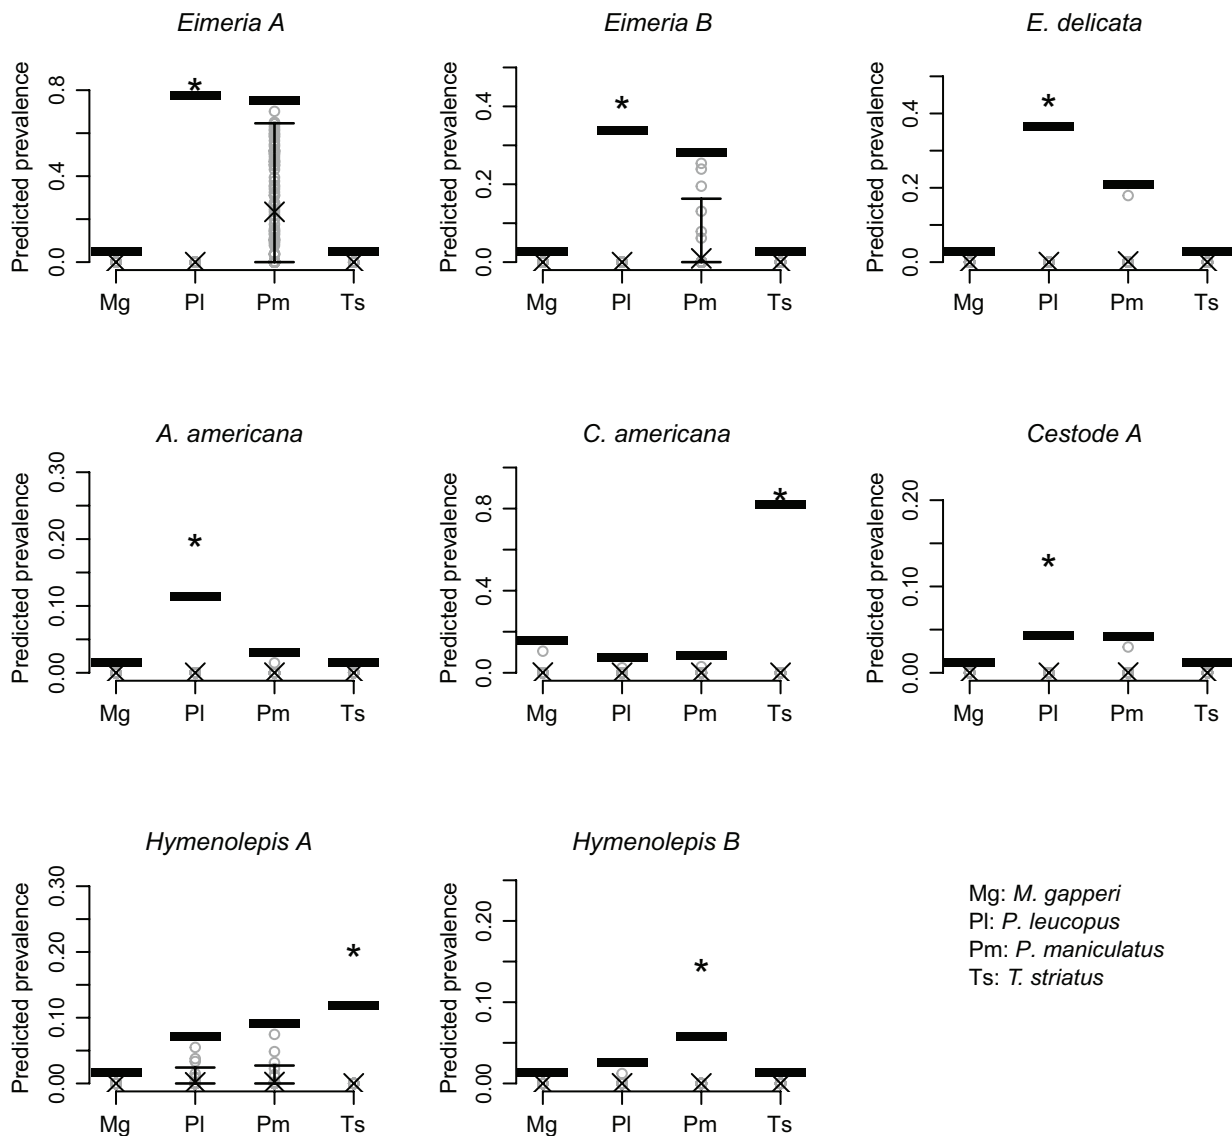 Eimeria A
Predicted prevalence
0.0 0.4 0.8
Mg Pl Pm Ts
*
Eimeria B
Predicted prevalence
0.0 0.2 0.4
Mg Pl Pm Ts
*
E. delicata
Predicted prevalence
0.0 0.2 0.4
Mg Pl Pm Ts
*
A. americana
Predicted prevalence
0.00 0.10 0.20 0.30
Mg Pl Pm Ts
*
C. americana
Predicted prevalence
0.0 0.4 0.8
Mg Pl Pm Ts
*
Cestode A
Predicted prevalence
0.00 0.10 0.20
Mg Pl Pm Ts
*
Hymenolepis A
Predicted prevalence
0.00 0.10 0.20 0.30
Mg Pl Pm Ts
*
Hymenolepis B
Predicted prevalence
0.00 0.10 0.20
Mg Pl Pm Ts
*
Mg: M. gapperi
Pl: P. leucopus
Pm: P. maniculatus
Ts: T. striatus